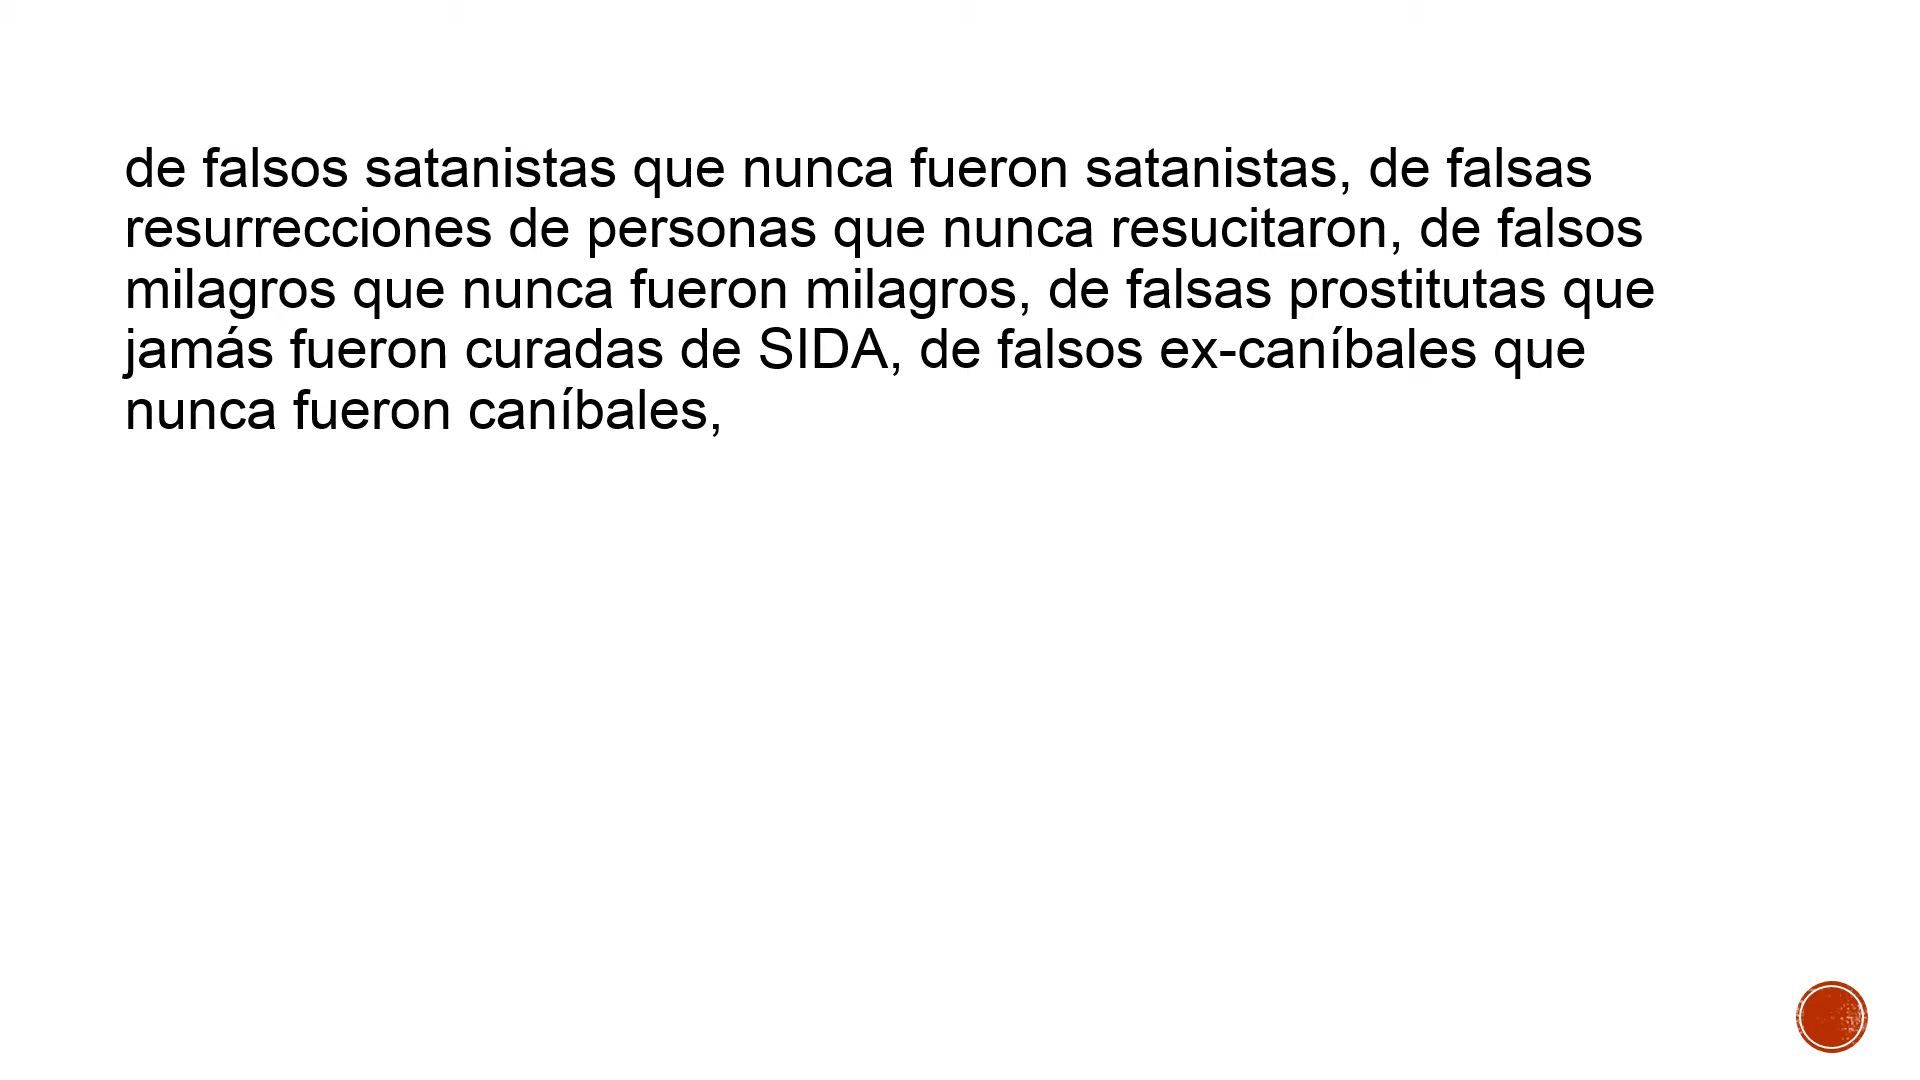 de falsos satanistas que nunca fueron satanistas, de falsas
resurrecciones de personas que nunca resucitaron, de falsos
milagros que nunca fueron milagros, de falsas prostitutas que
jamás fueron curadas de SIDA, de falsos ex-caníbales que
nunca fueron caníbales,